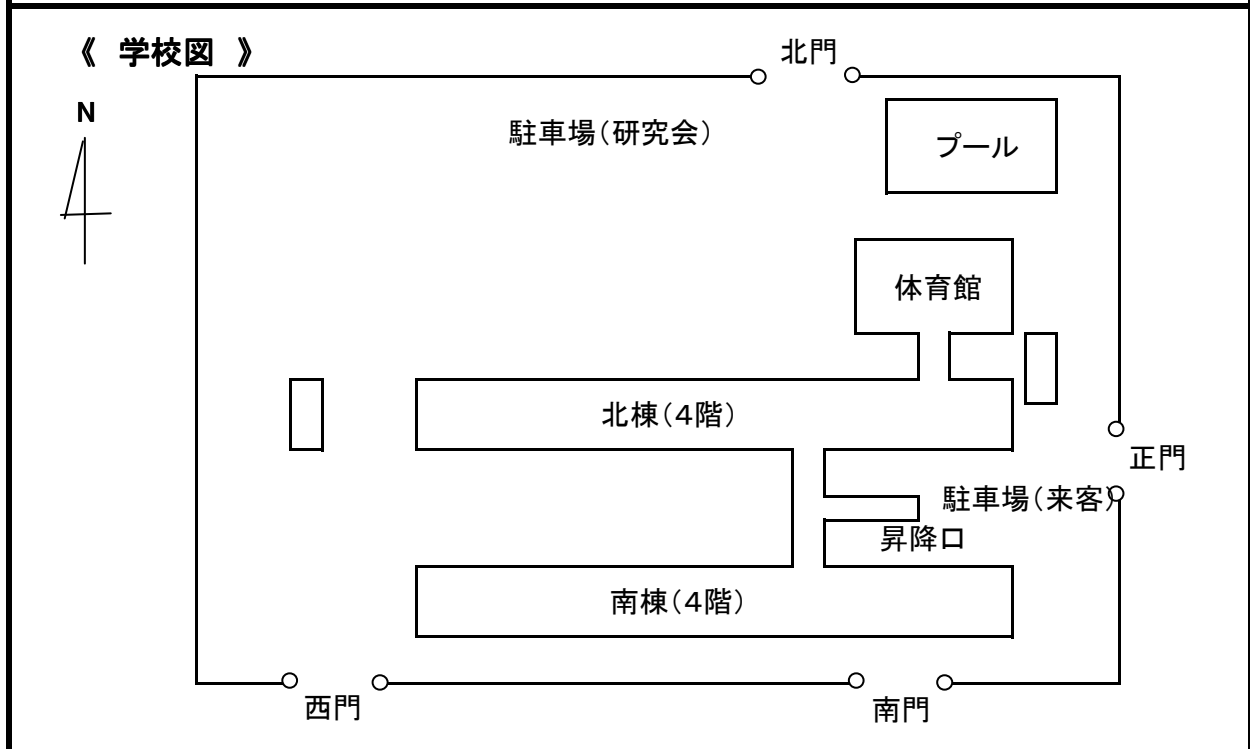 《 学校図 》
北門
N
駐車場(研究会)
プール
体育館
北棟(4階)
正門
駐車場(来客)
昇降口
南棟(4階)
西門
南門